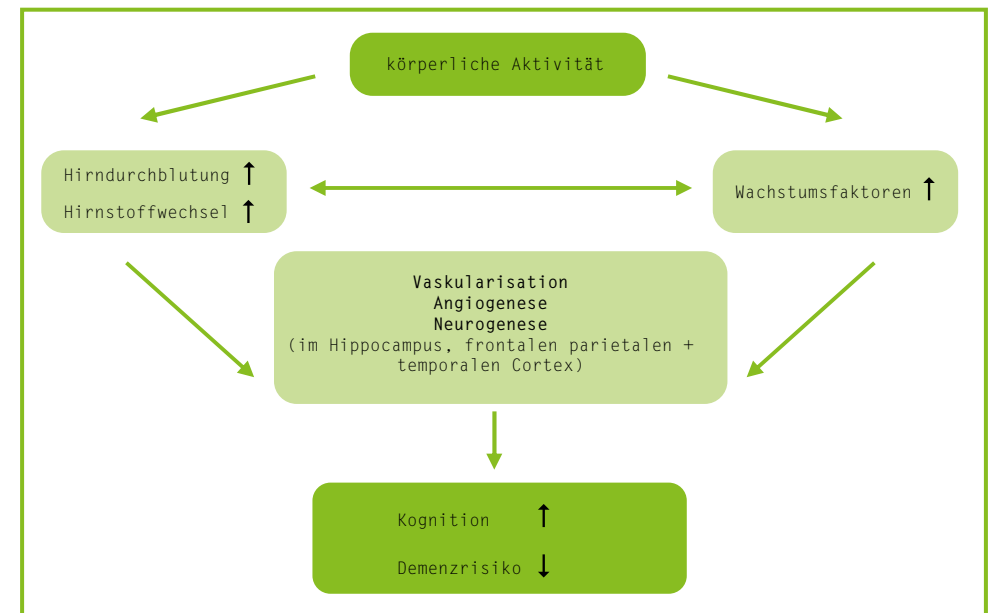 körperliche Aktivität
Hirndurchblutung ↑
Hirnstoffwechsel ↑
Wachstumsfaktoren ↑
Vaskularisation
Angiogenese
Neurogenese
(im Hippocampus, frontalen parietalen +
temporalen Cortex)
Kognition ↑
Demenzrisiko ↓